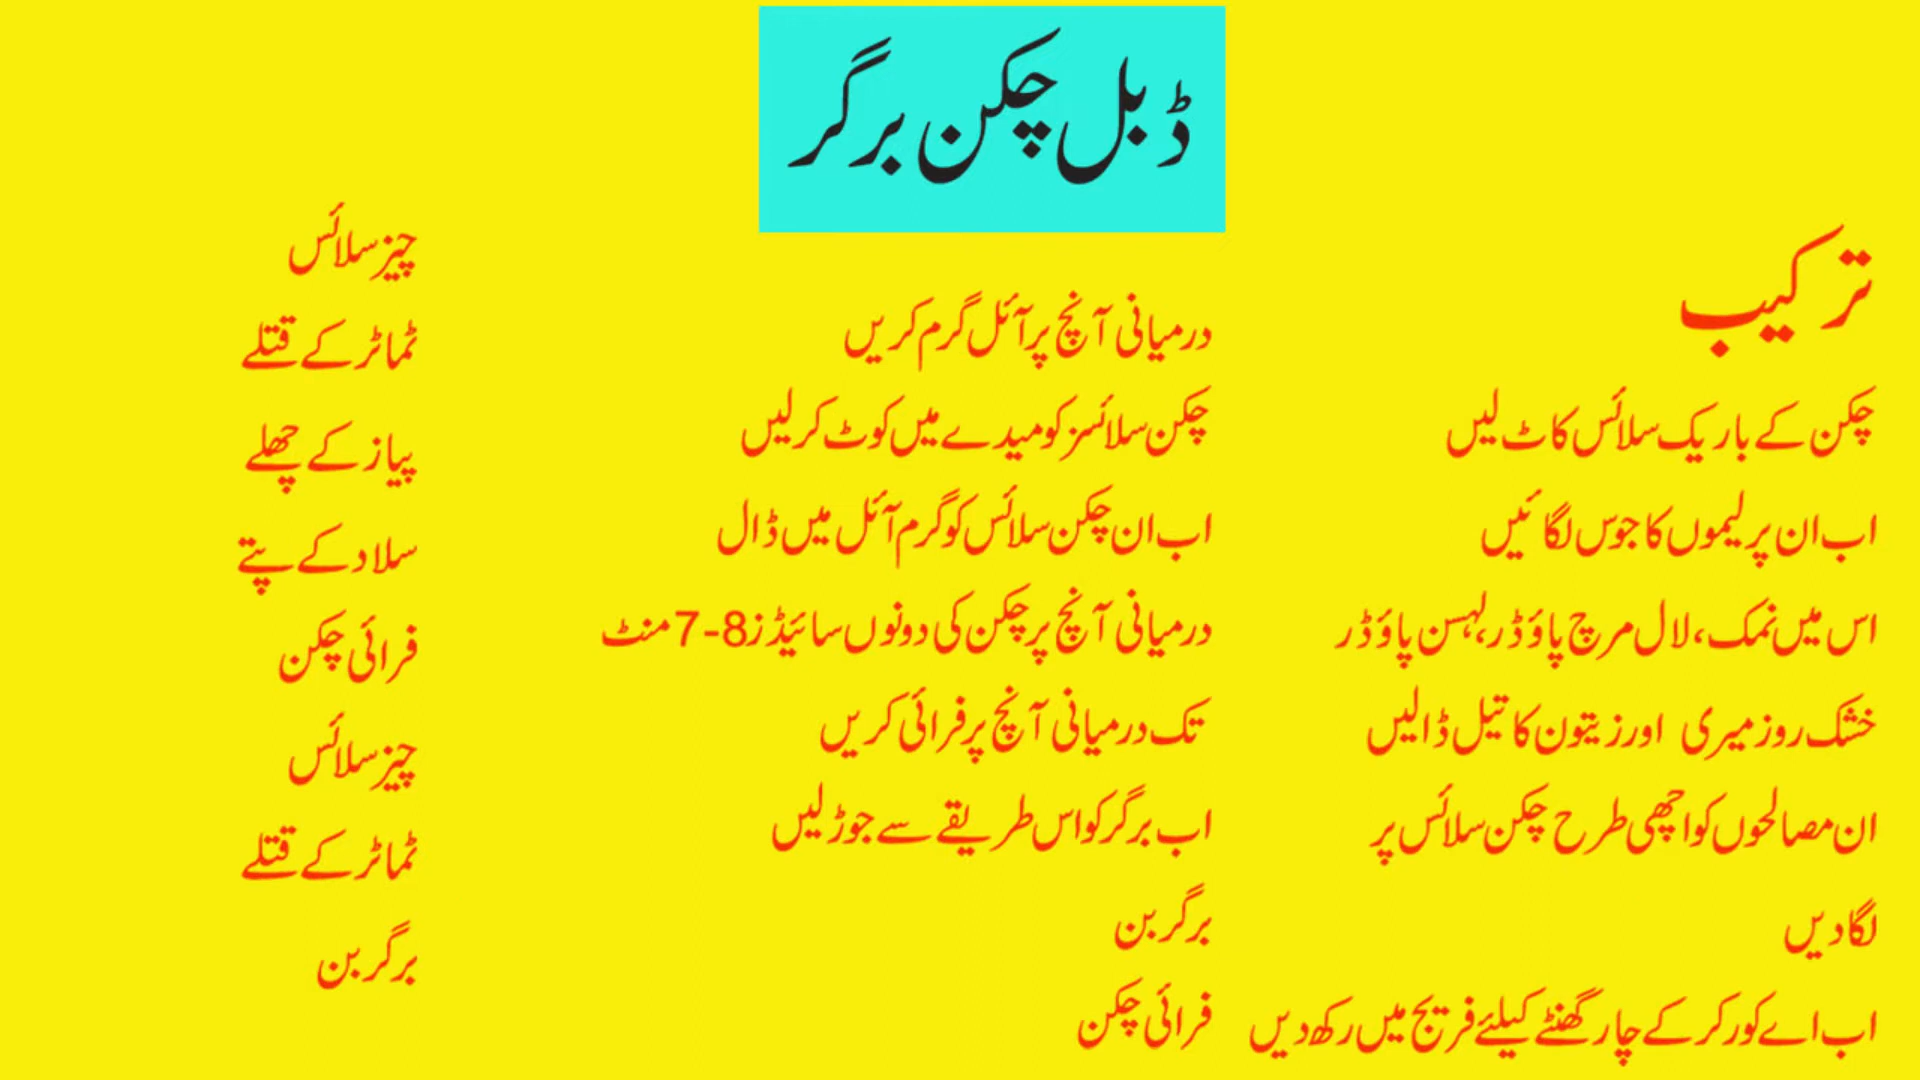 ڈبل چکن برگر
ترکیب
چکن کے باریک سلائس کاٹ لیں
اب ان پر لیموں کا جوس لگائیں
اس میں نمک، لال مرچ پاؤڈر، لہسن پاؤڈر
خشک روزمیری اور زیتون کا تیل ڈالیں
ان مصالحوں کو اچھی طرح چکن سلائس پر
لگا دیں
اب اے کور کر کے چار گھنٹے کیلئے فریج میں رکھ دیں
درمیانی آنچ پر آئل گرم کریں
چکن سلائسز کو میدے میں کوٹ کر لیں
اب ان چکن سلائس کو گرم آئل میں ڈال
درمیانی آنچ پر چکن کی دونوں سائیڈز 8-7 منٹ
تک درمیانی آنچ پر فرائی کریں
اب برگر کو اس طریقے سے جوڑ لیں
برگر بن
فرائی چکن
چیز سلائس
ٹماٹر کے قتلے
پیاز کے چھلے
سلاد کے پتے
فرائی چکن
چیز سلائس
ٹماٹر کے قتلے
برگر بن